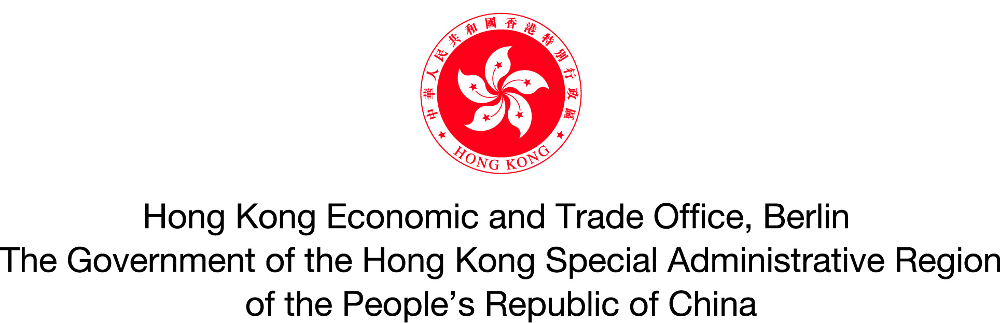 中華人民共和國香港特別行政區
HONG KONG
Hong Kong Economic and Trade Office, Berlin
The Government of the Hong Kong Special Administrative Region
of the People’s Republic of China